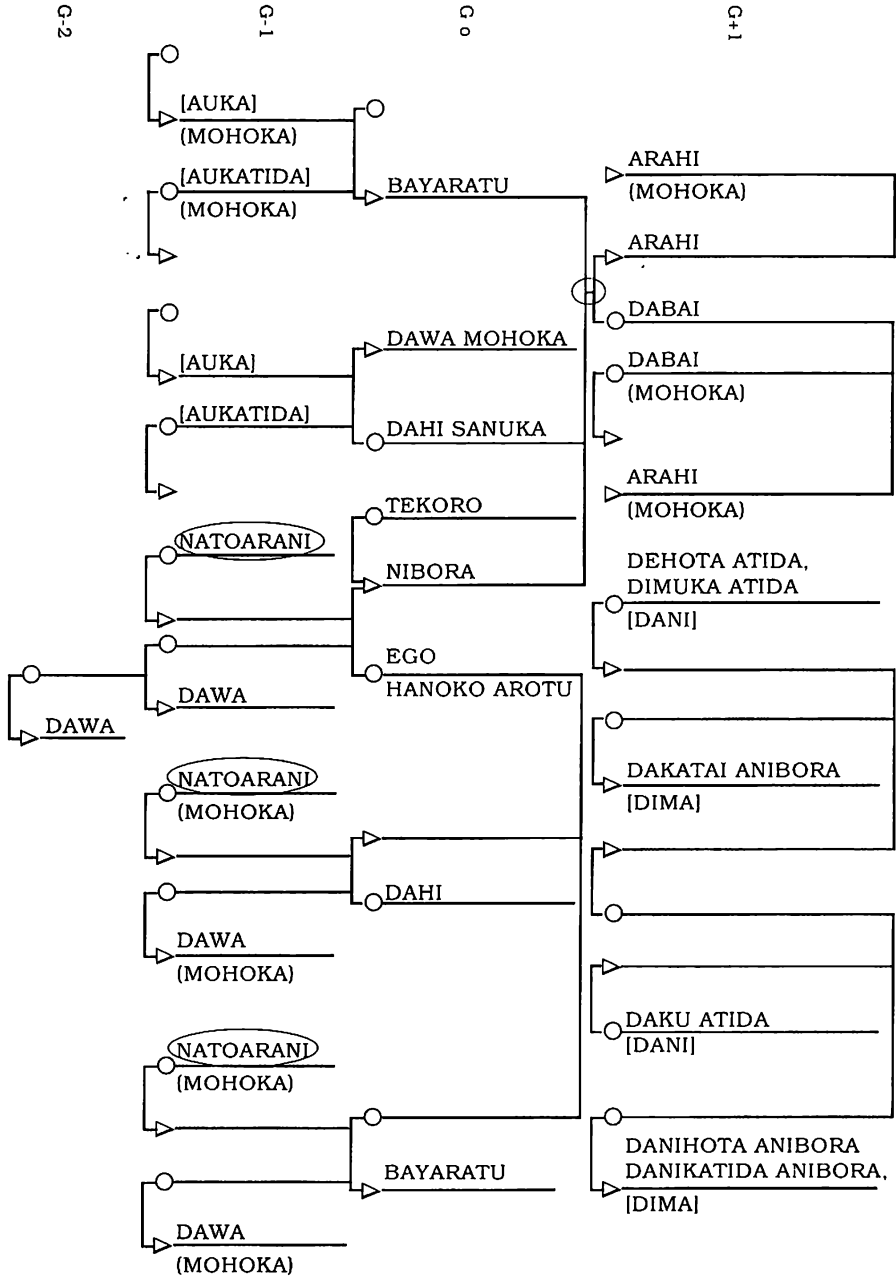 G-2
G-1
G o
G+1
[AUKA]
(MOHOKA)
[AUKATIDA]
(MOHOKA)
[AUKA]
[AUKATIDA]
NATOARANI
DAWA
DAWA
NATOARANI
(MOHOKA)
DAWA
(MOHOKA)
NATOARANI
(MOHOKA)
DAWA
(MOHOKA)
BAYARATU
DAWA MOHOKA
DAHI SANUKA
TEKORO
NIBORA
EGO
HANOKO AROTU
DAHI
BAYARATU
ARAHI
(MOHOKA)
ARAHI
DABAI
DABAI
(MOHOKA)
ARAHI
(MOHOKA)
DEHOTA ATIDA,
DIMUKA ATIDA
[DANI]
DAKATAI ANIBORA
[DIMA]
DAKU ATIDA
[DANI]
DANIHOTA ANIBORA
DANIKATIDA ANIBORA,
[DIMA]